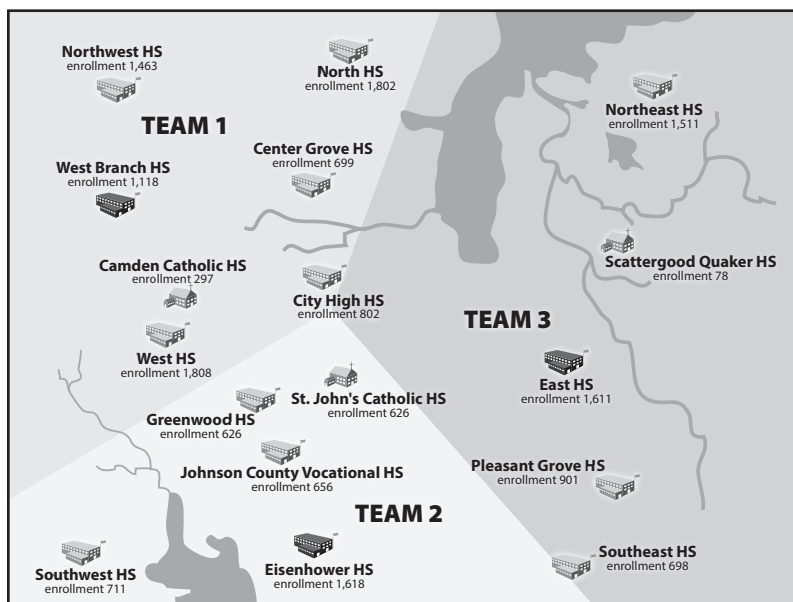 Northwest HS
enrollment 1,463
North HS
enrollment 1,802
Northeast HS
enrollment 1,511
TEAM 1
Center Grove HS
enrollment 699
West Branch HS
enrollment 1,118
Camden Catholic HS
enrollment 297
Scattergood Quaker HS
enrollment 78
City High HS
enrollment 802
TEAM 3
West HS
enrollment 1,808
East HS
enrollment 1,611
St. John's Catholic HS
enrollment 626
Greenwood HS
enrollment 626
Johnson County Vocational HS
enrollment 656
Pleasant Grove HS
enrollment 901
TEAM 2
Southwest HS
enrollment 711
Eisenhower HS
enrollment 1,618
Southeast HS
enrollment 698